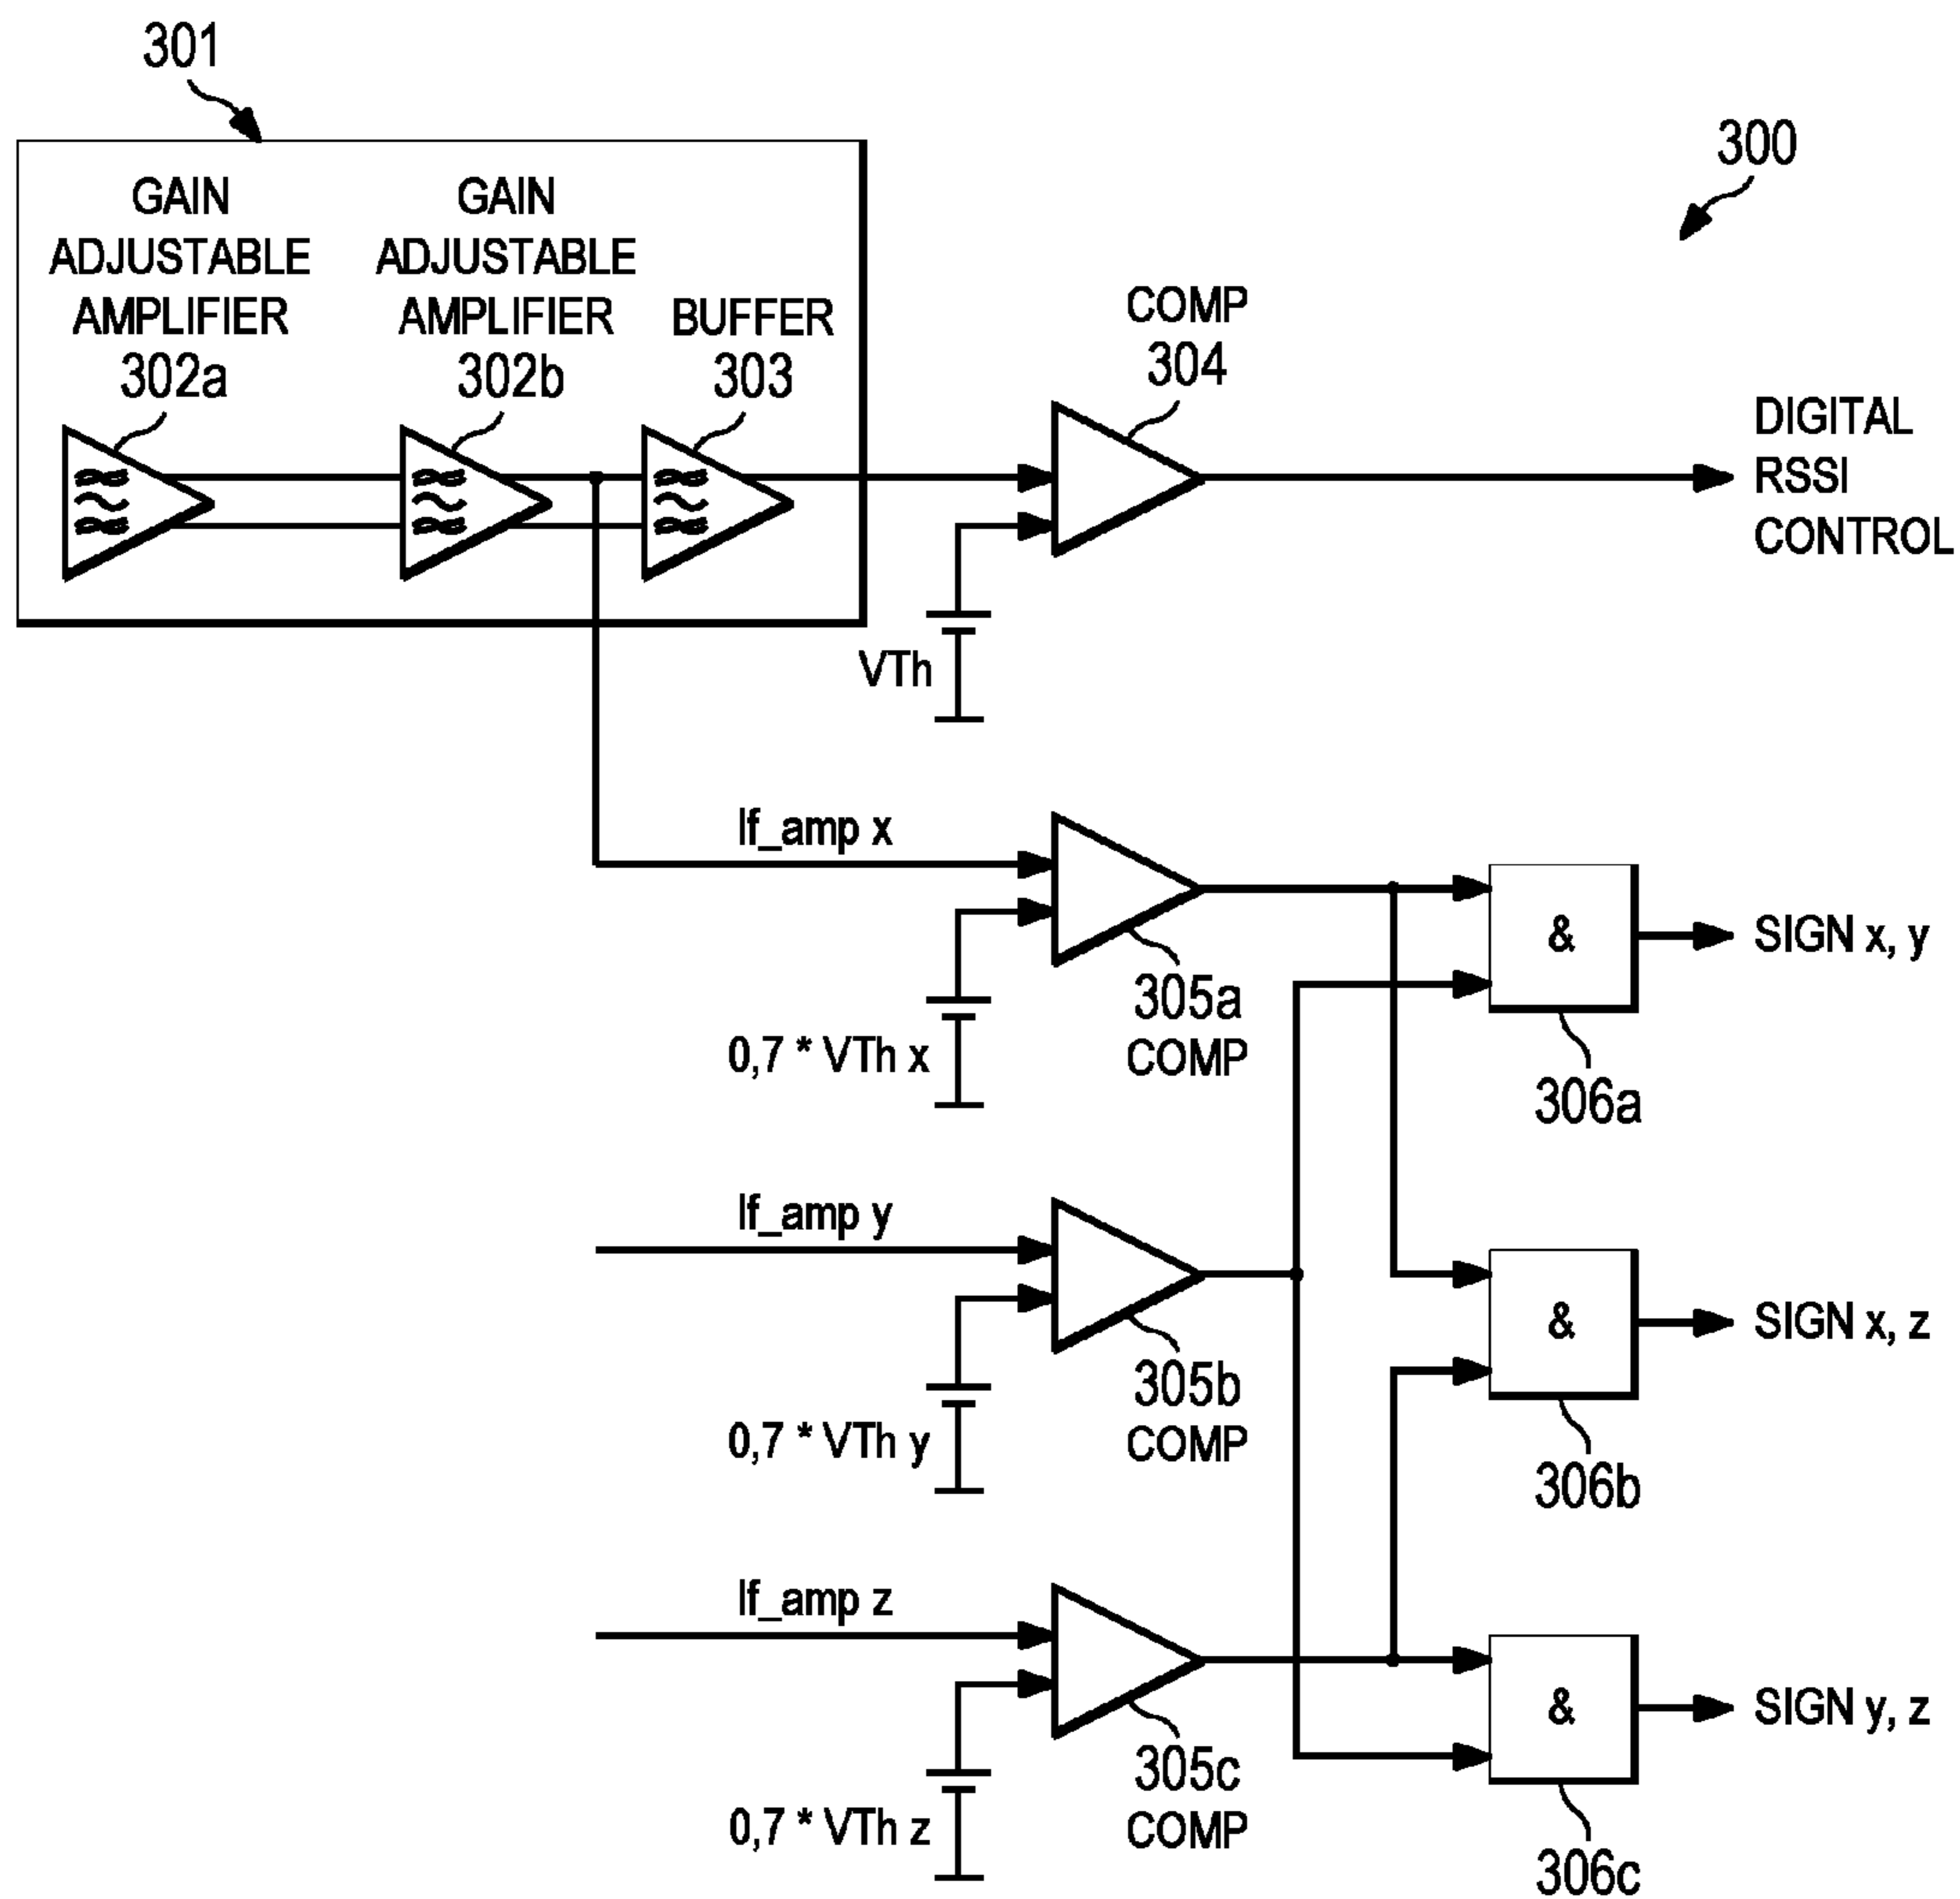 301
300
GAIN
ADJUSTABLE
AMPLIFIER
302a
GAIN
ADJUSTABLE
AMPLIFIER
302b
BUFFER
303
COMP
304
DIGITAL
RSSI
CONTROL
VTh
lf_amp x
305a
COMP
0,7 * VTh x
&
SIGN x, y
306a
lf_amp y
305b
COMP
0,7 * VTh y
&
SIGN x, z
306b
lf_amp z
305c
COMP
0,7 * VTh z
&
SIGN y, z
306c